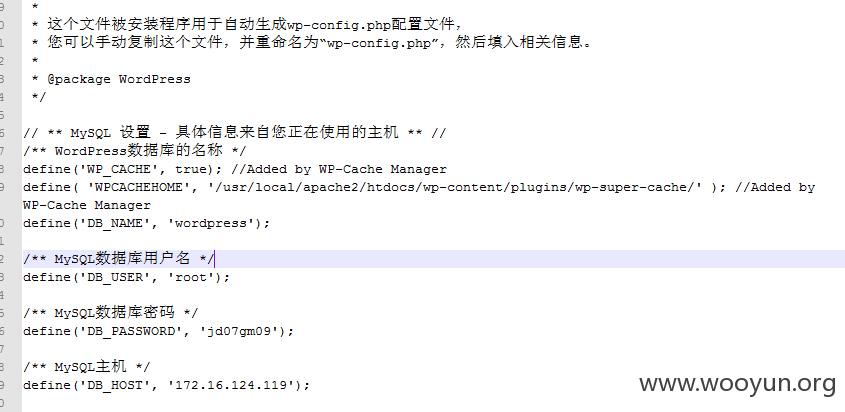 *
* 这个文件被安装程序用于自动生成wp-config.php配置文件，
* 您可以手动复制这个文件，并重命名为“wp-config.php”，然后填入相关信息。
*
* @package WordPress
*/
// ** MySQL 设置 - 具体信息来自您正在使用的主机 ** //
/** WordPress数据库的名称 */
define('WP_CACHE', true); //Added by WP-Cache Manager
define( 'WPCACHEHOME', '/usr/local/apache2/htdocs/wp-content/plugins/wp-super-cache/' ); //Added by
WP-Cache Manager
define('DB_NAME', 'wordpress');
/** MySQL数据库用户名 */
define('DB_USER', 'root');
/** MySQL数据库密码 */
define('DB_PASSWORD', 'jd07gm09');
/** MySQL主机 */
define('DB_HOST', '172.16.124.119');
www.wooyun.org